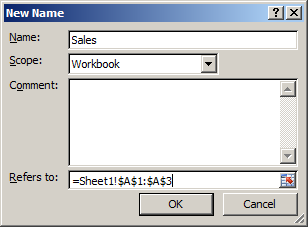 New Name
Name: Sales
Scope: Workbook
Comment:
Refers to: =Sheet1!$A$1:$A$3
OK Cancel